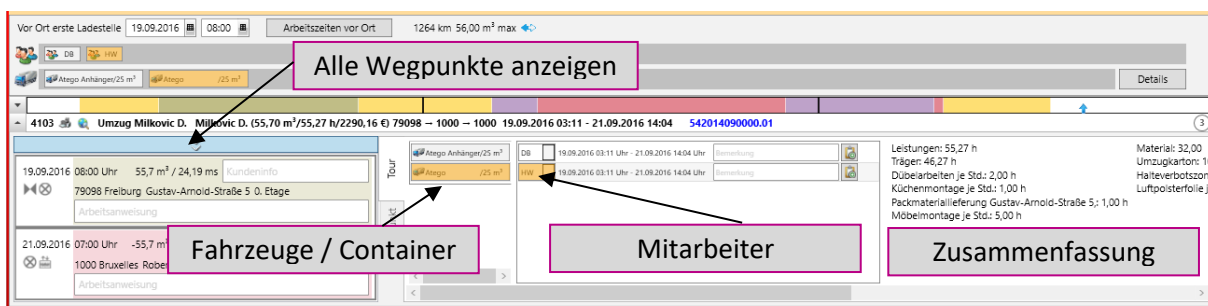 Vor Ort erste Ladestelle 19.09.2016 08:00 Arbeitszeiten vor Ort 1264 km 56,00 m³ max
DB HW
Alle Wegpunkte anzeigen
Atego Anhänger/25 m³ Atego /25 m³ Details
4103 Umzug Milkovic D. Milkovic D. (55,70 m³/55,27 h/2290,16 €) 79098 → 1000 → 1000 19.09.2016 03:11 - 21.09.2016 14:04 542014090000.01 3
19.09.2016 08:00 Uhr 55,7 m³ / 24,19 ms Kundeninfo
79098 Freiburg Gustav-Arnold-Straße 5 0. Etage
Arbeitsanweisung
21.09.2016 07:00 Uhr -55,7 m³
1000 Bruxelles
Arbeitsanweisung
Tour
Atego Anhänger/25 m³
Atego /25 m³
DB 19.09.2016 03:11 Uhr - 21.09.2016 14:04 Uhr Bemerkung
HW 19.09.2016 03:11 Uhr - 21.09.2016 14:04 Uhr Bemerkung
Fahrzeuge / Container
Mitarbeiter
Leistungen: 55,27 h
Träger: 46,27 h
Dübelarbeiten je Std.: 2,00 h
Küchenmontage je Std.: 1,00 h
Packmateriallieferung Gustav-Arnold-Straße 5,: 1,00 h
Möbelmontage je Std.: 5,00 h
Material: 32,00
Umzugkarton:
Halteverbotszon
Luftpolsterfolie j
Zusammenfassung